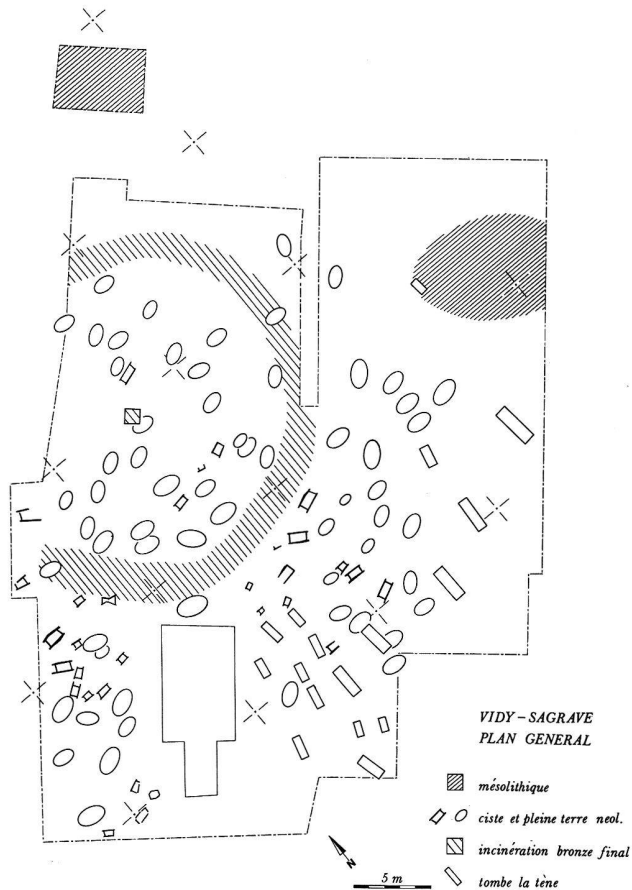 VIDY – SAGRAVE
PLAN GENERAL
mésolithique
ciste et pleine terre neol.
incinération bronze final
tombe la tène
N
5 m